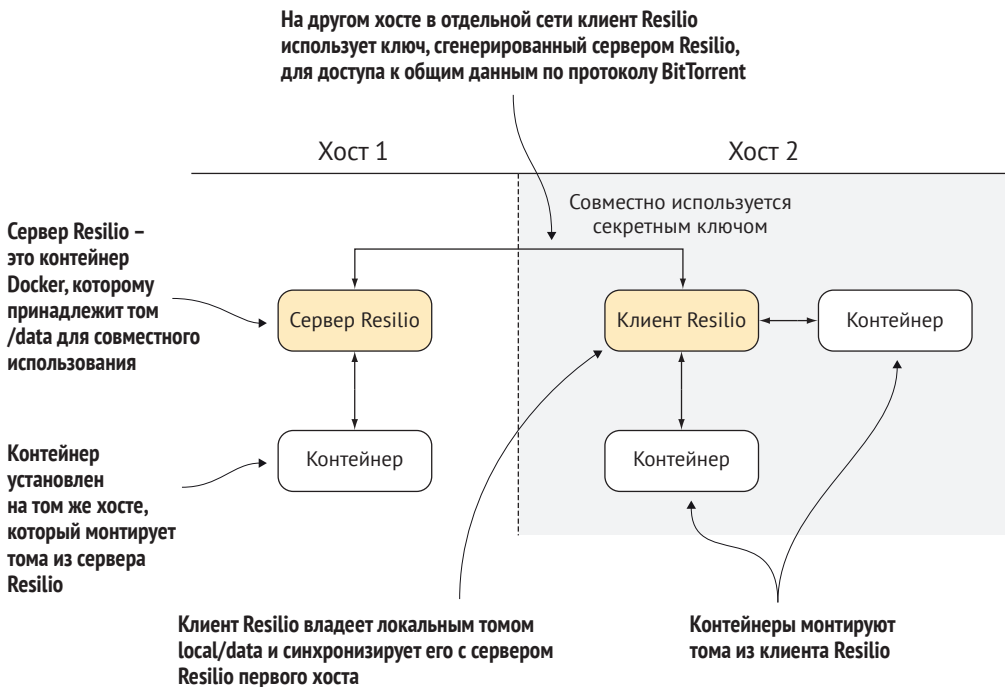 На другом хосте в отдельной сети клиент Resilio
использует ключ, сгенерированный сервером Resilio,
для доступа к общим данным по протоколу BitTorrent
Хост 1
Хост 2
Совместно используется
секретным ключом
Сервер Resilio –
это контейнер
Docker, которому
принадлежит том
/data для совместного
использования
Сервер Resilio
Клиент Resilio
Контейнер
Контейнер
установлен
на том же хосте,
который монтирует
тома из сервера
Resilio
Контейнер
Контейнер
Клиент Resilio владеет локальным томом
local/data и синхронизирует его с сервером
Resilio первого хоста
Контейнеры монтируют
тома из клиента Resilio